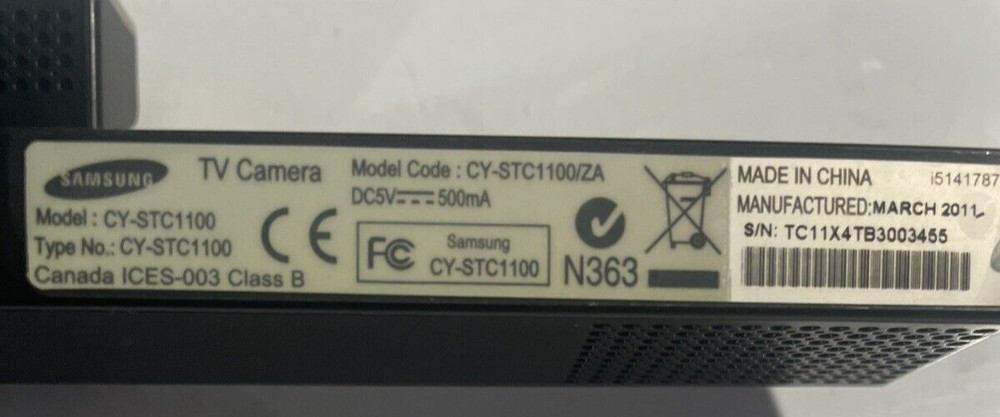 SAMSUNG
TV Camera
Model : CY-STC1100
Type No.: CY-STC1100
Canada ICES-003 Class B
CE
Model Code : CY-STC1100/ZA
DC5V 500mA
FC
Samsung
CY-STC1100
N363
MADE IN CHINA
i5141787
MANUFACTURED:MARCH 2011
S/N: TC11X4TB3003455